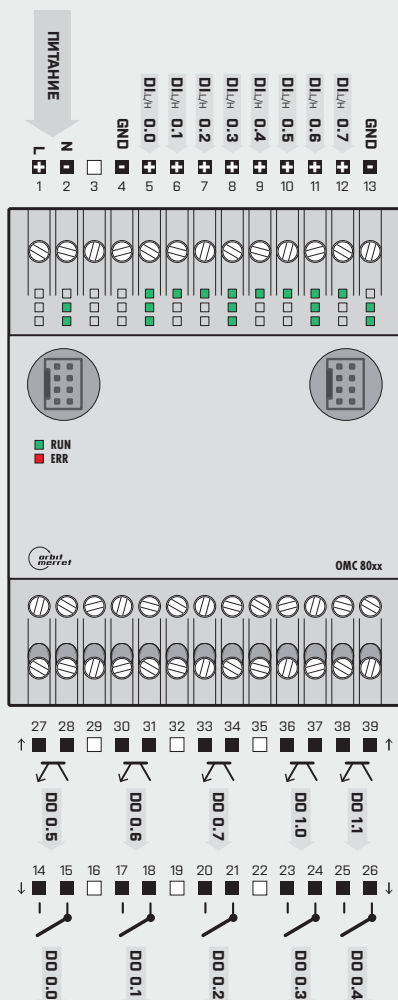 ПИТАНИЕ
L
N
GND
DI L/H 0.0
DI L/H 0.1
DI L/H 0.2
DI L/H 0.3
DI L/H 0.4
DI L/H 0.5
DI L/H 0.6
DI L/H 0.7
GND
1 2 3 4 5 6 7 8 9 10 11 12 13
RUN
ERR
orbit
merret
OMC 80xx
↑ 27 28 29 30 31 32 33 34 35 36 37 38 39 ↑
DO 0.5
DO 0.6
DO 0.7
DO 1.0
DO 1.1
↓ 14 15 16 17 18 19 20 21 22 23 24 25 26 ↓
DO 0.0
DO 0.1
DO 0.2
DO 0.3
DO 0.4